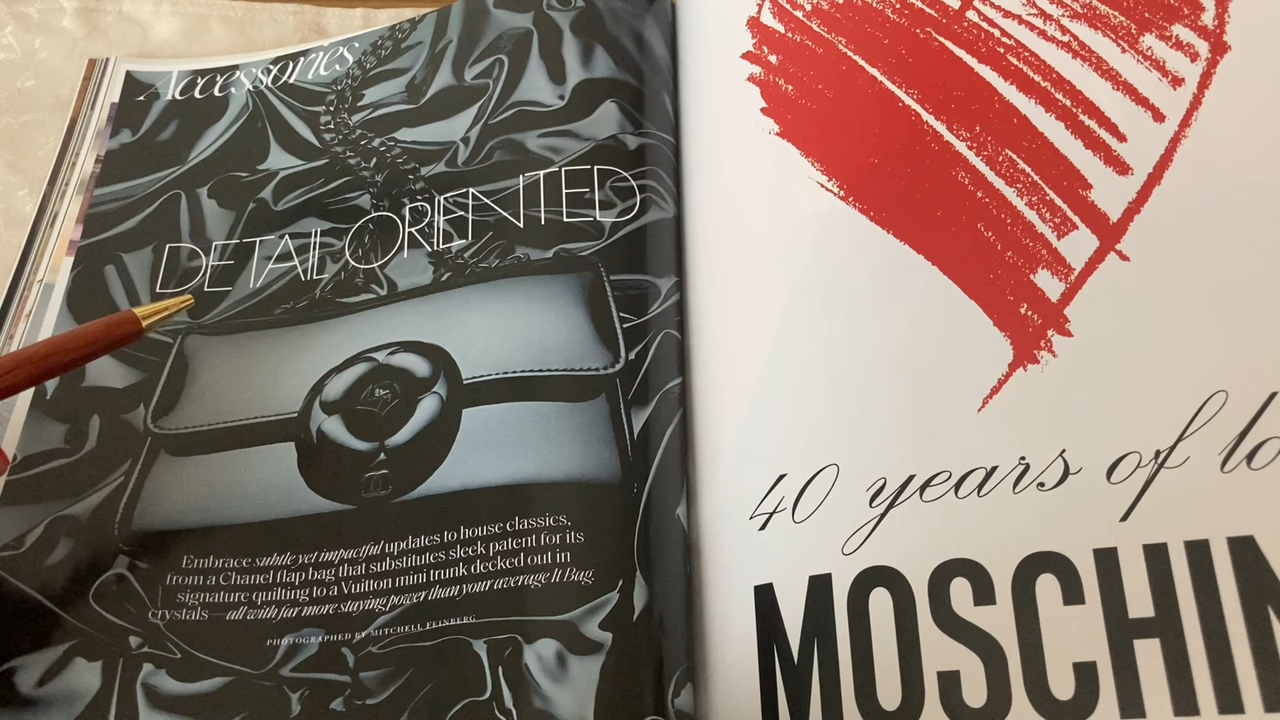 Accessories
DETAIL ORIENTED
Embrace subtle yet impactful updates to house classics,
from a Chanel flap bag that substitutes sleek patent for its
signature quilting to a Vuitton mini trunk decked out in
crystals—all with far more staying power than your average It Bag.
PHOTOGRAPHED BY MITCHELL FEINBERG
40 years of lo
MOSCHIN